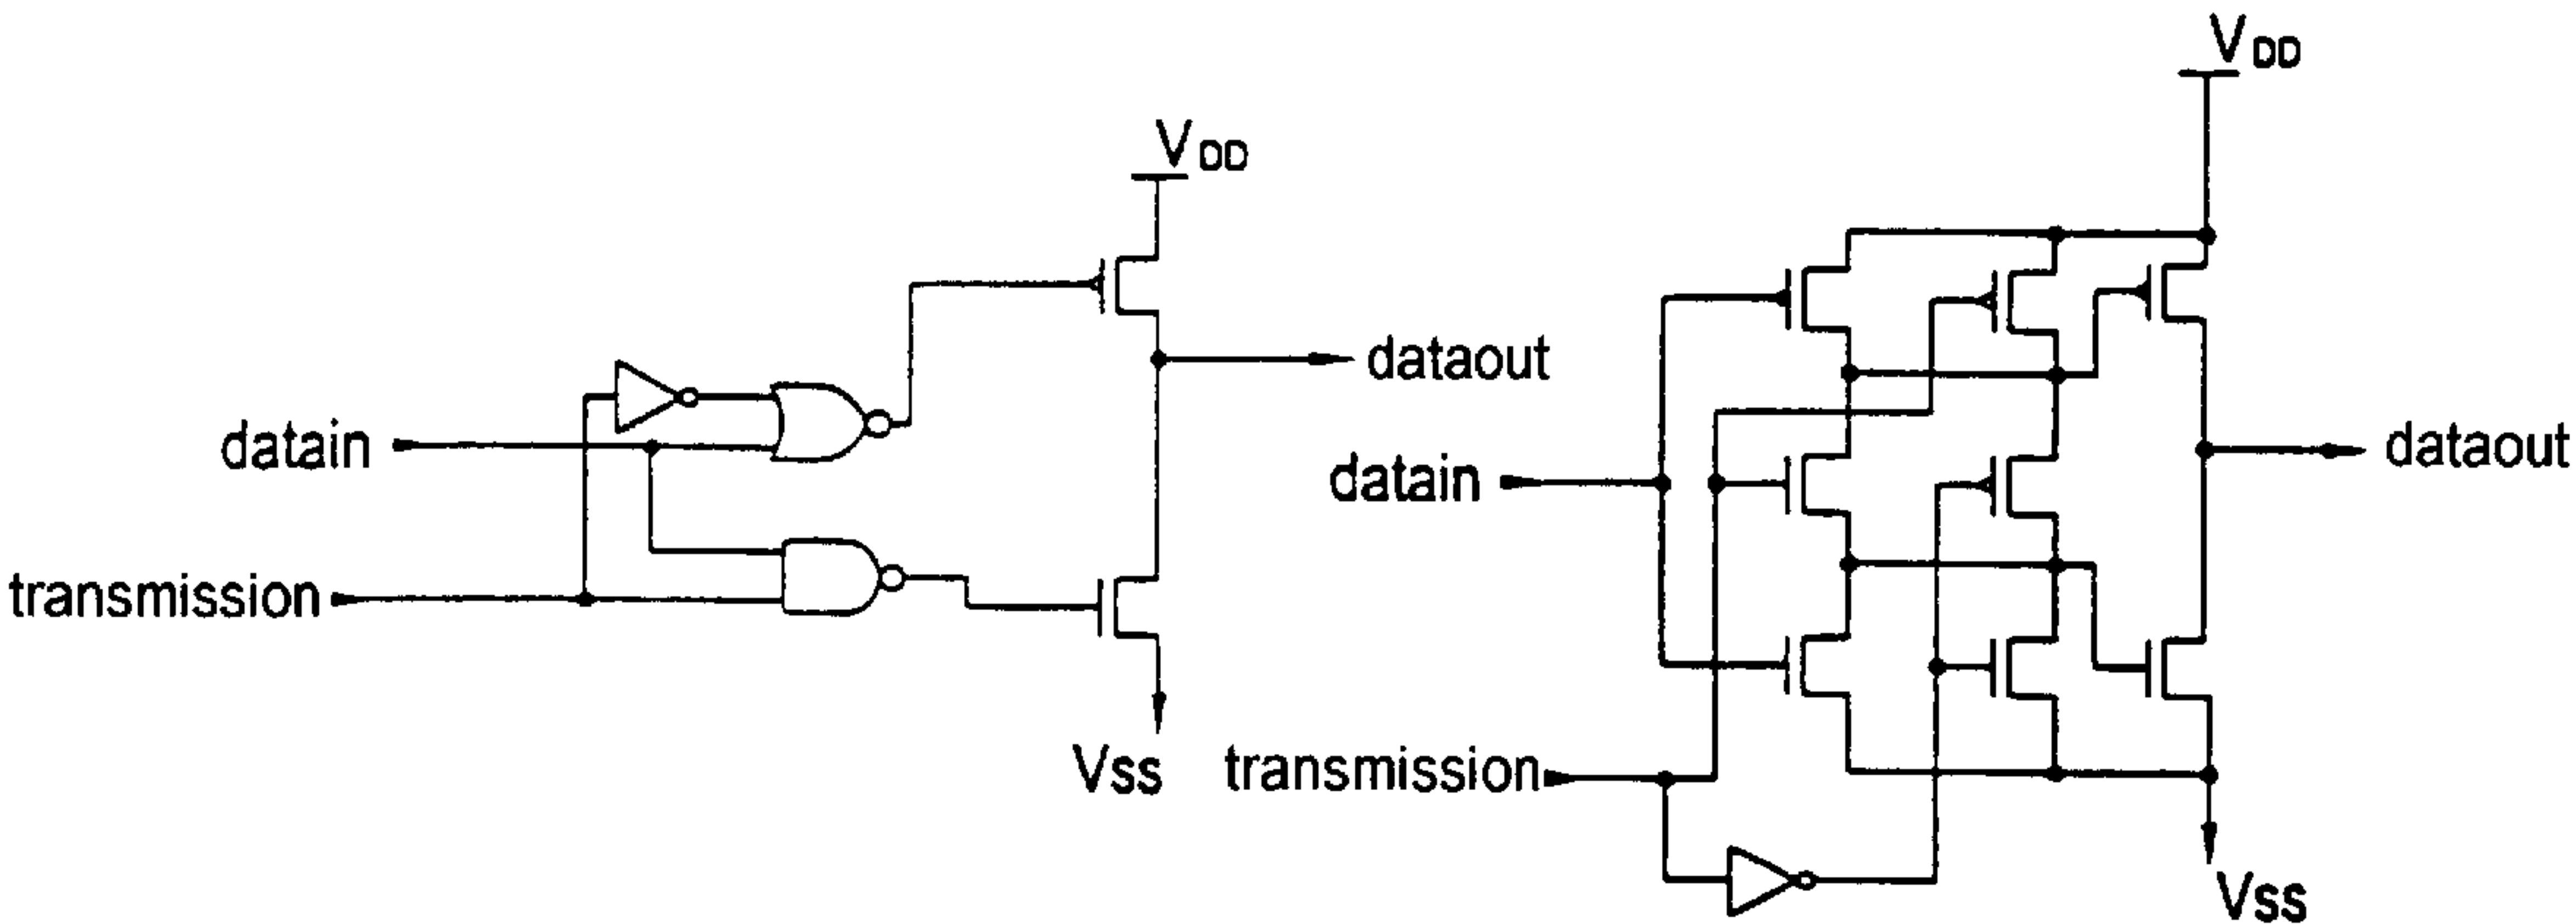 VDD
dataout
datain
transmission
Vss
VDD
dataout
datain
transmission
Vss